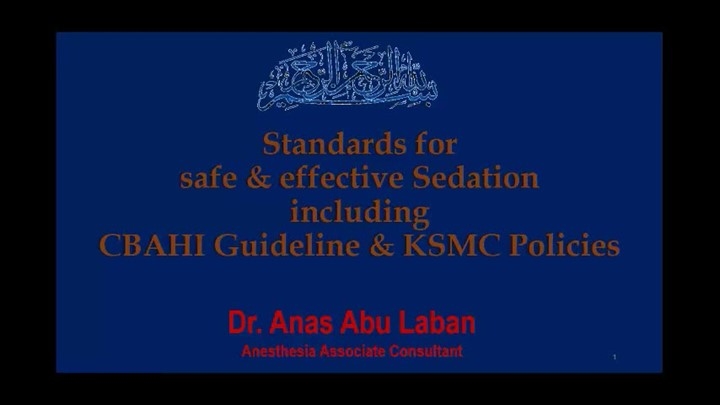 بسم الله الرحمن الرحيم
Standards for
safe & effective Sedation
including
CBAHI Guideline & KSMC Policies
Dr. Anas Abu Laban
Anesthesia Associate Consultant
1